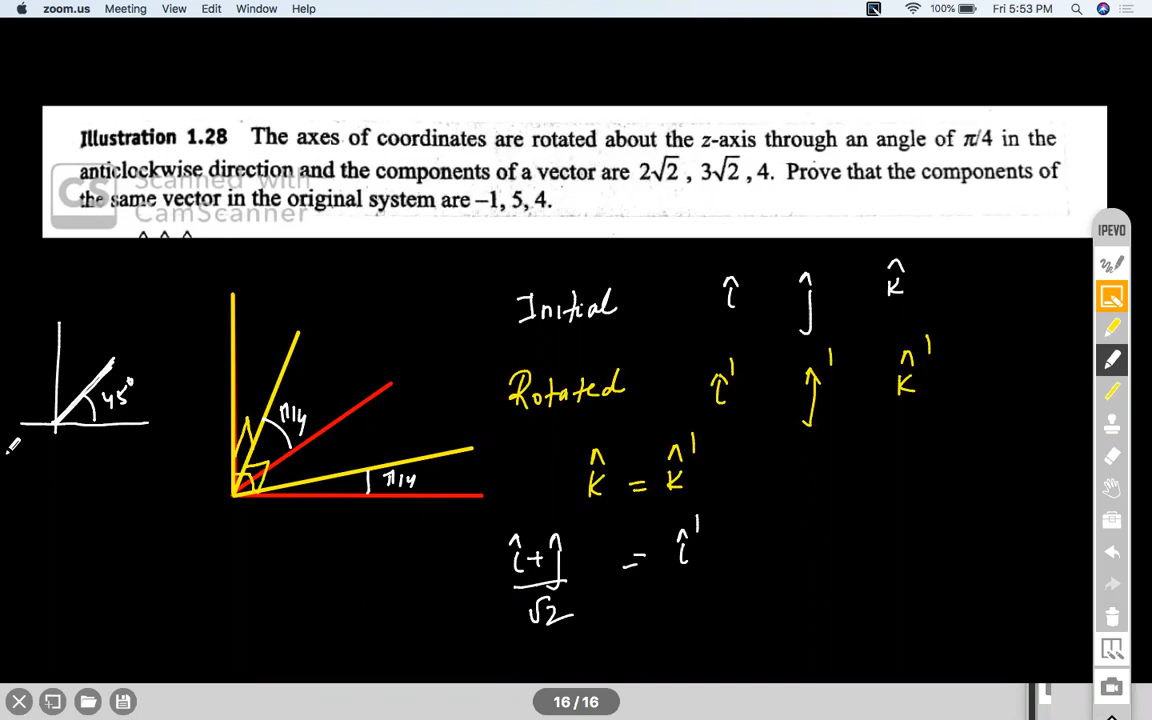 zoom.us Meeting View Edit Window Help 100% Fri 5:53 PM
Illustration 1.28 The axes of coordinates are rotated about the z-axis through an angle of π/4 in the
anticlockwise direction and the components of a vector are 2√2 , 3√2 , 4. Prove that the components of
the same vector in the original system are –1, 5, 4.
CS Scanned with
CamScanner
IPEVO
Initial î ĵ k̂
Rotated î' ĵ' k̂'
45°
π/4
π/4
k̂ = k̂'
î + ĵ = î'
√2
16 / 16